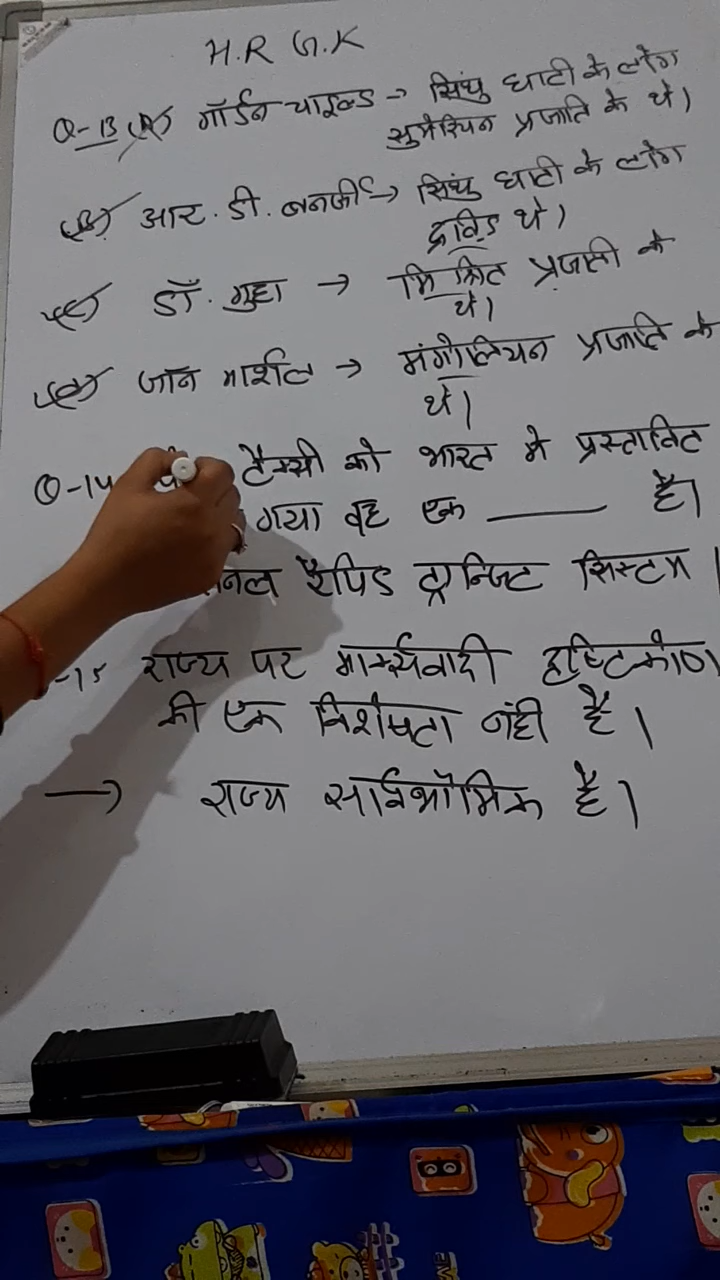 H.R G.K
Q-13 (A) गॉर्डन चाइल्ड → सिंधु घाटी के लोग
सुमेरियन प्रजाति के थे।
(B) आर.डी. बनर्जी → सिंधु घाटी के लोग
द्रविड़ थे।
डॉ. गुहा → मिश्रित प्रजाती के
थे।
जॉन मार्शल → मंगोलियन प्रजाति के
थे।
Q-14 टैक्सी को भारत मे प्रस्तावित
गया वह एक ______ है।
रैपिड ट्रान्जिट सिस्टम।
-15 राज्य पर मार्क्सवादी दृष्टिकोण
की एक विशेषता नहीं है।
→ राज्य सार्वभौमिक है।